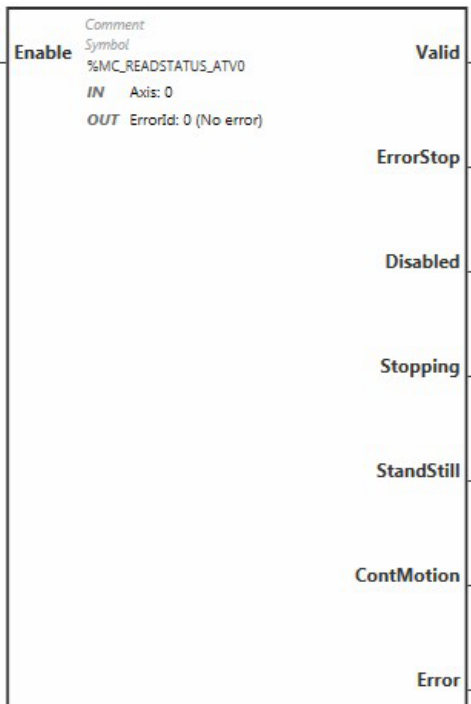 Comment
Enable Symbol Valid
%MC_READSTATUS_ATV0
IN Axis: 0
OUT ErrorId: 0 (No error)
ErrorStop
Disabled
Stopping
StandStill
ContMotion
Error